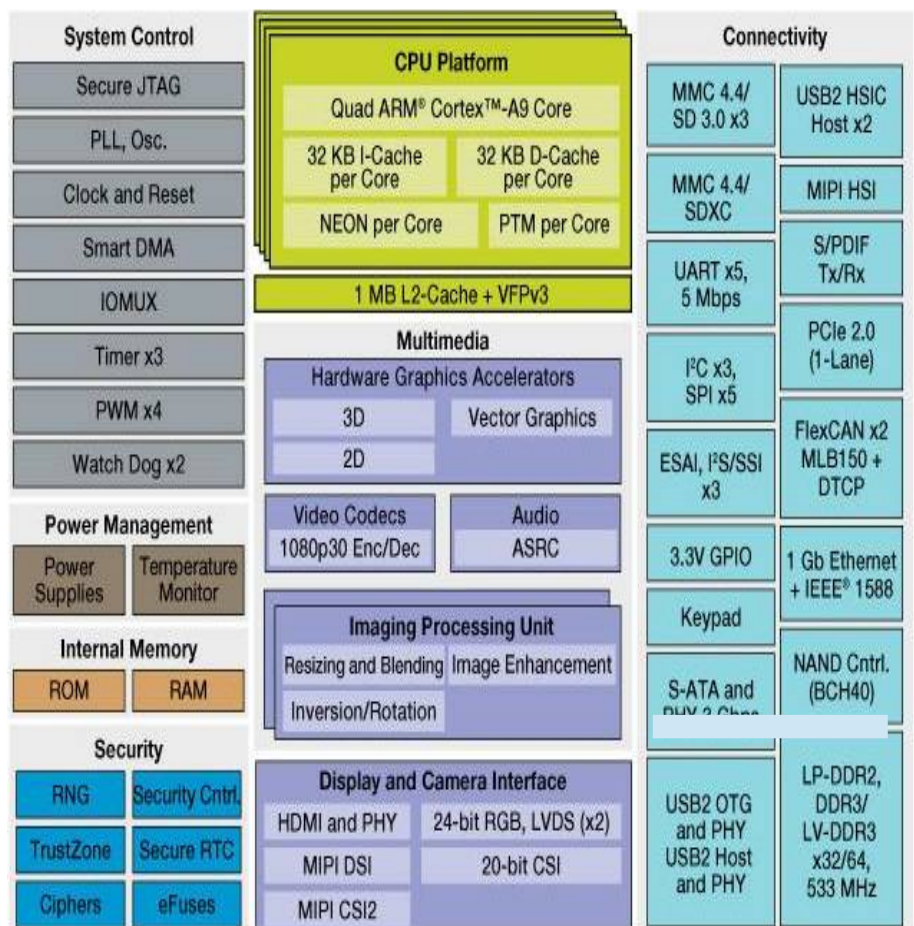 System Control
Secure JTAG
PLL, Osc.
Clock and Reset
Smart DMA
IOMUX
Timer x3
PWM x4
Watch Dog x2
Power Management
Power
Supplies
Temperature
Monitor
Internal Memory
ROM
RAM
Security
RNG
Security Cntrl.
TrustZone
Secure RTC
Ciphers
eFuses
CPU Platform
Quad ARM® Cortex™-A9 Core
32 KB I-Cache
per Core
32 KB D-Cache
per Core
NEON per Core
PTM per Core
1 MB L2-Cache + VFPv3
Multimedia
Hardware Graphics Accelerators
3D
Vector Graphics
2D
Video Codecs
1080p30 Enc/Dec
Audio
ASRC
Imaging Processing Unit
Resizing and Blending
Image Enhancement
Inversion/Rotation
Display and Camera Interface
HDMI and PHY
24-bit RGB, LVDS (x2)
MIPI DSI
20-bit CSI
MIPI CSI2
Connectivity
MMC 4.4/
SD 3.0 x3
MMC 4.4/
SDXC
UART x5,
5 Mbps
I²C x3,
SPI x5
ESAI, I²S/SSI
x3
3.3V GPIO
Keypad
S-ATA and
USB2 OTG
and PHY
USB2 Host
and PHY
USB2 HSIC
Host x2
MIPI HSI
S/PDIF
Tx/Rx
PCIe 2.0
(1-Lane)
FlexCAN x2
MLB150 +
DTCP
1 Gb Ethernet
+ IEEE® 1588
NAND Cntrl.
(BCH40)
LP-DDR2,
DDR3/
LV-DDR3
x32/64,
533 MHz